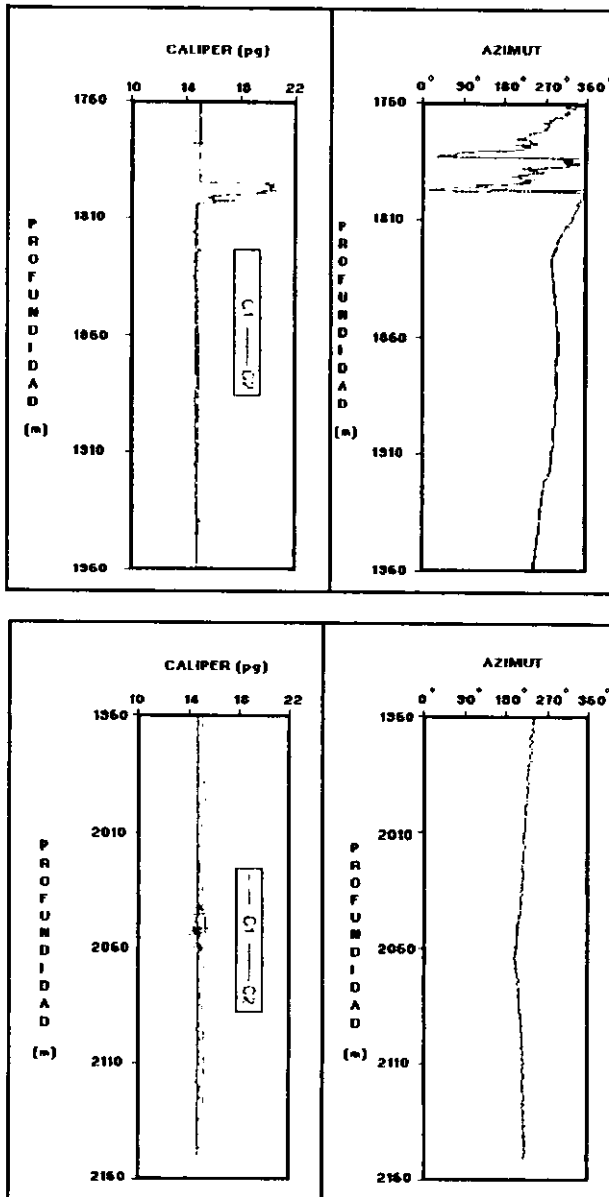 CALIPER (pg)
10 14 18 22
1760
1810
1860
1910
1960
PROFUNDIDAD
(m)
C1 C2
AZIMUT
0° 90° 180° 270° 360°
1760
1810
1860
1910
1960
PROFUNDIDAD
(m)
CALIPER (pg)
10 14 18 22
1960
2010
2060
2110
2160
PROFUNDIDAD
(m)
C1 C2
AZIMUT
0° 90° 180° 270° 360°
1960
2010
2060
2110
2160
PROFUNDIDAD
(m)